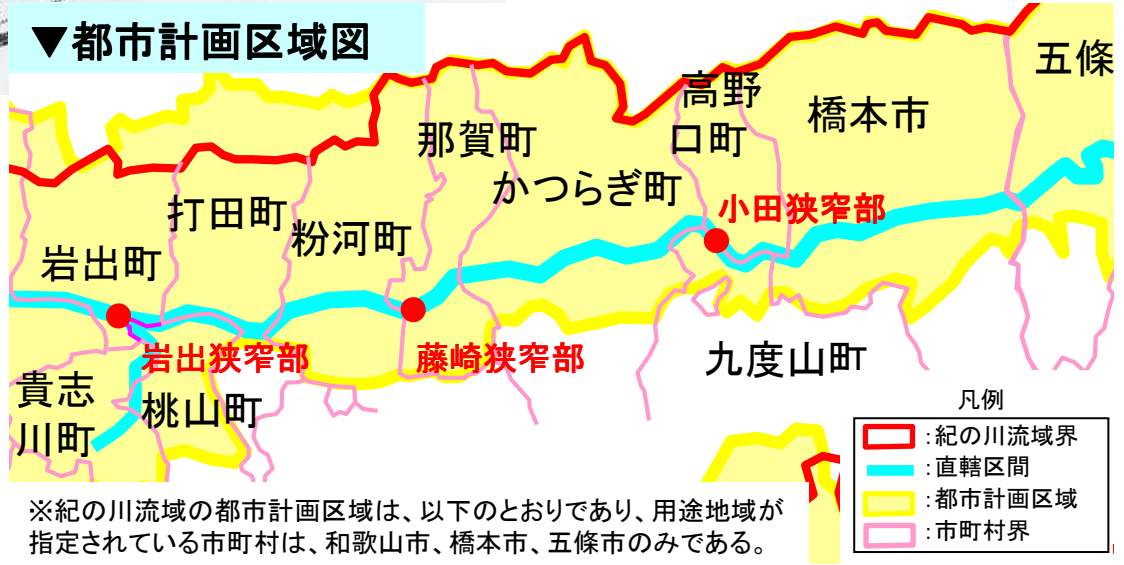 ▼都市計画区域図
五條
高野
口町
橋本市
那賀町
かつらぎ町
打田町
粉河町
小田狭窄部
岩出町
岩出狭窄部
藤崎狭窄部
九度山町
貴志
川町
桃山町
凡例
:紀の川流域界
:直轄区間
:都市計画区域
:市町村界
※紀の川流域の都市計画区域は、以下のとおりであり、用途地域が
指定されている市町村は、和歌山市、橋本市、五條市のみである。